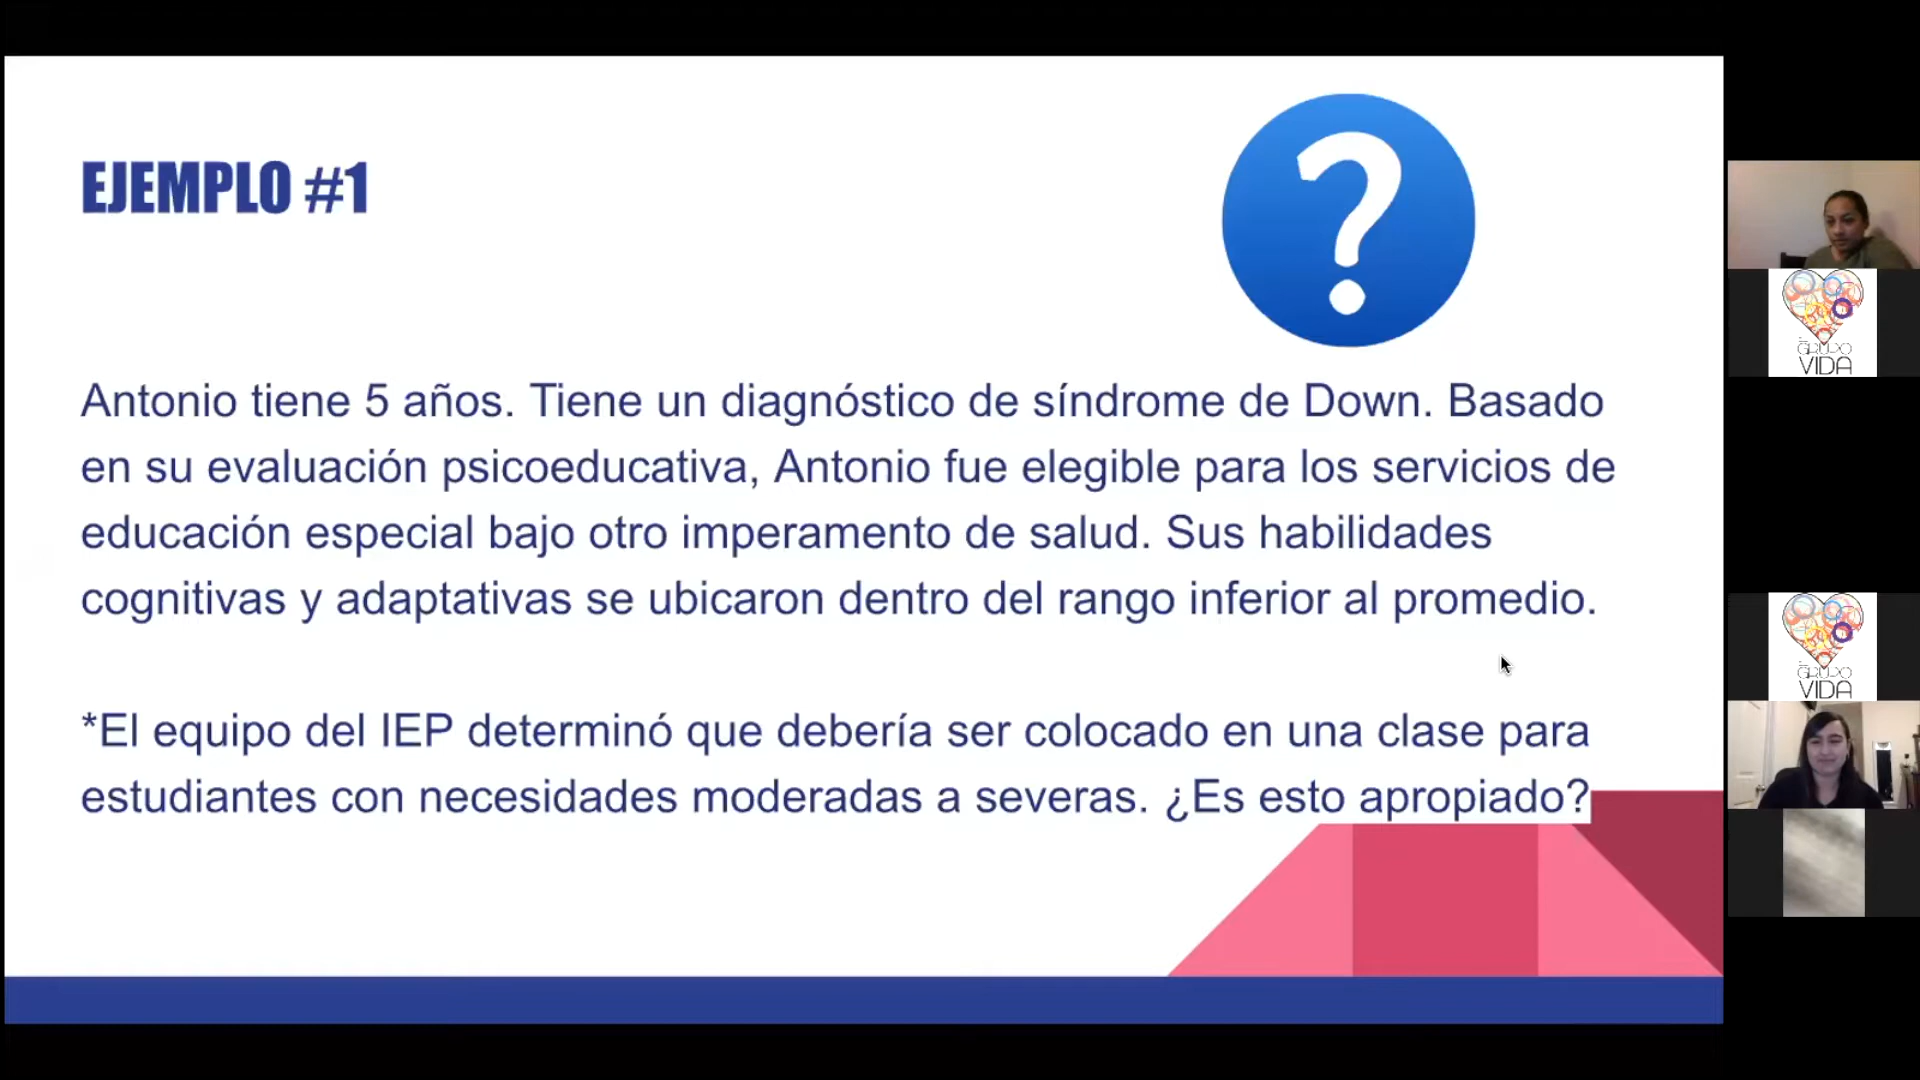 EJEMPLO #1
?
Antonio tiene 5 años. Tiene un diagnóstico de síndrome de Down. Basado
en su evaluación psicoeducativa, Antonio fue elegible para los servicios de
educación especial bajo otro imperamento de salud. Sus habilidades
cognitivas y adaptativas se ubicaron dentro del rango inferior al promedio.
*El equipo del IEP determinó que debería ser colocado en una clase para
estudiantes con necesidades moderadas a severas. ¿Es esto apropiado?
GRUPO
VIDA
GRUPO
VIDA